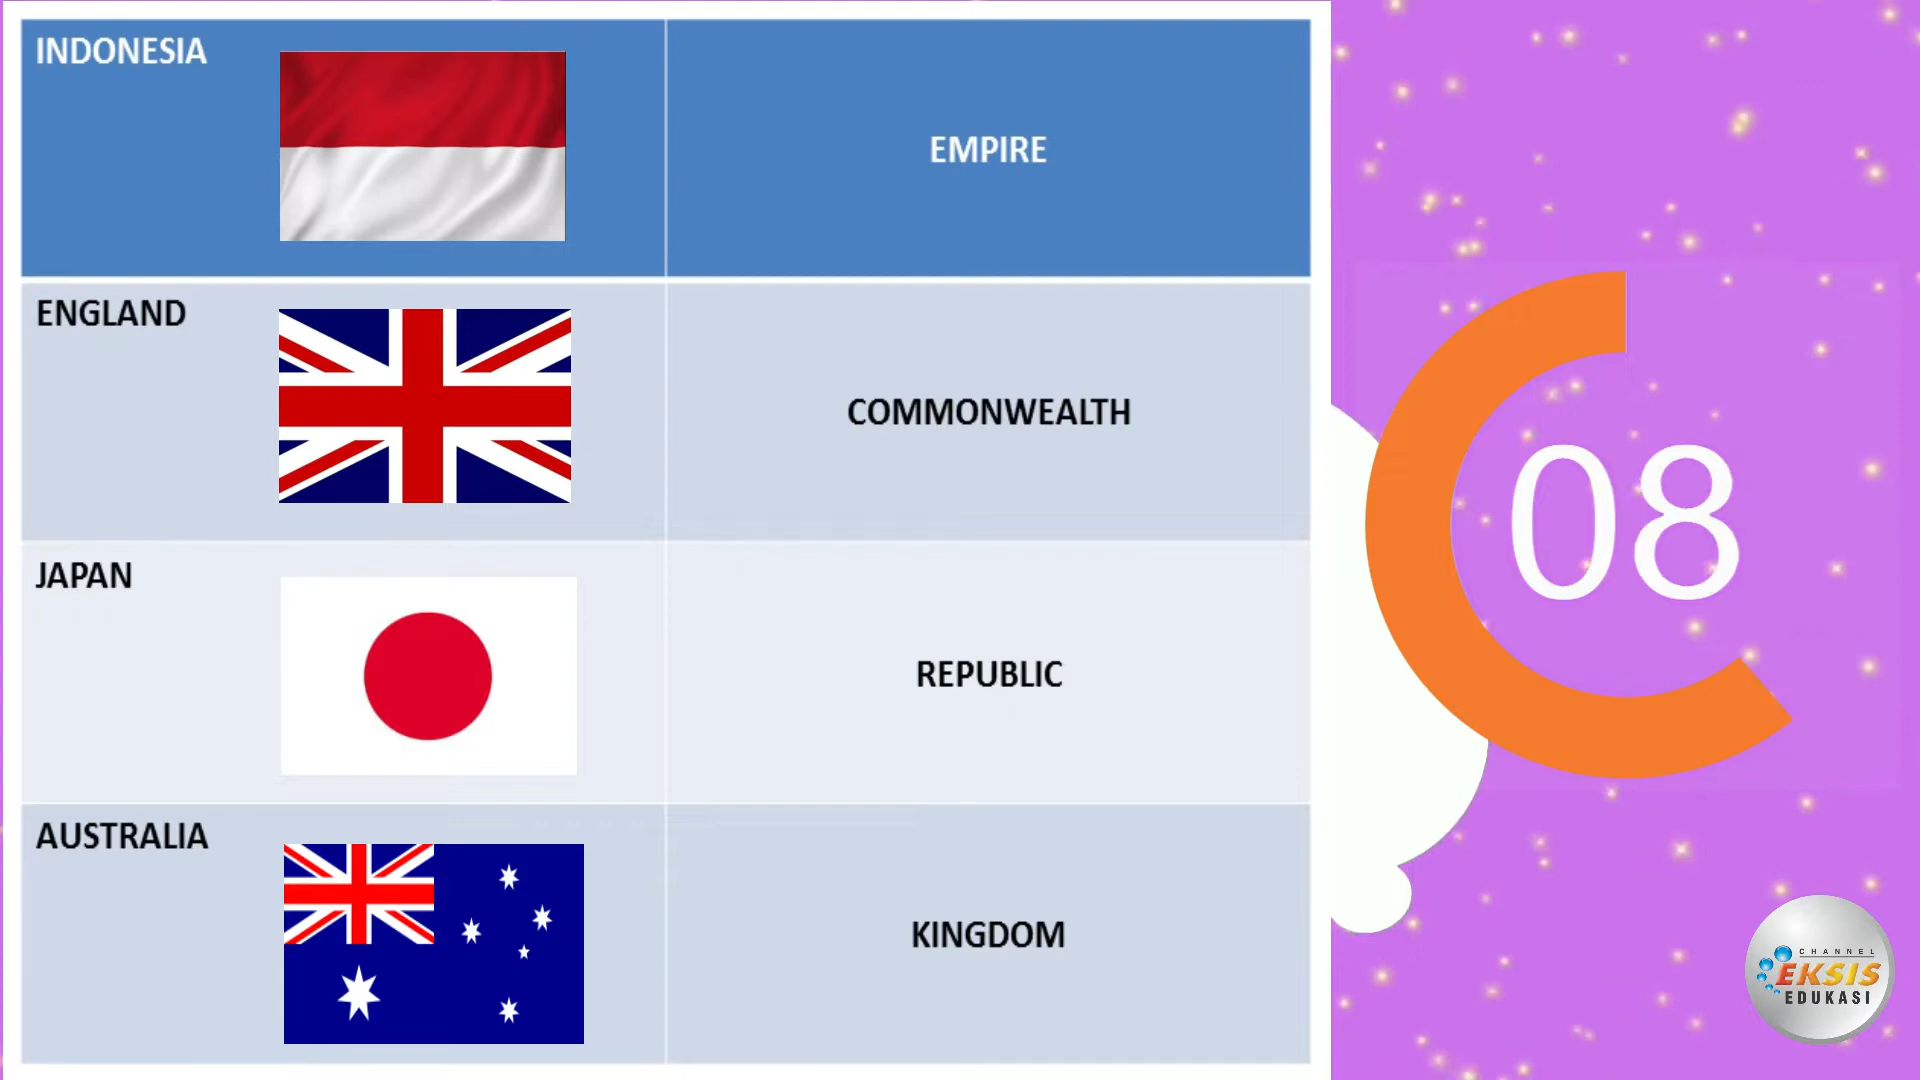 INDONESIA
EMPIRE
ENGLAND
COMMONWEALTH
JAPAN
REPUBLIC
AUSTRALIA
KINGDOM
08
CHANNEL
EKSIS
EDUKASI